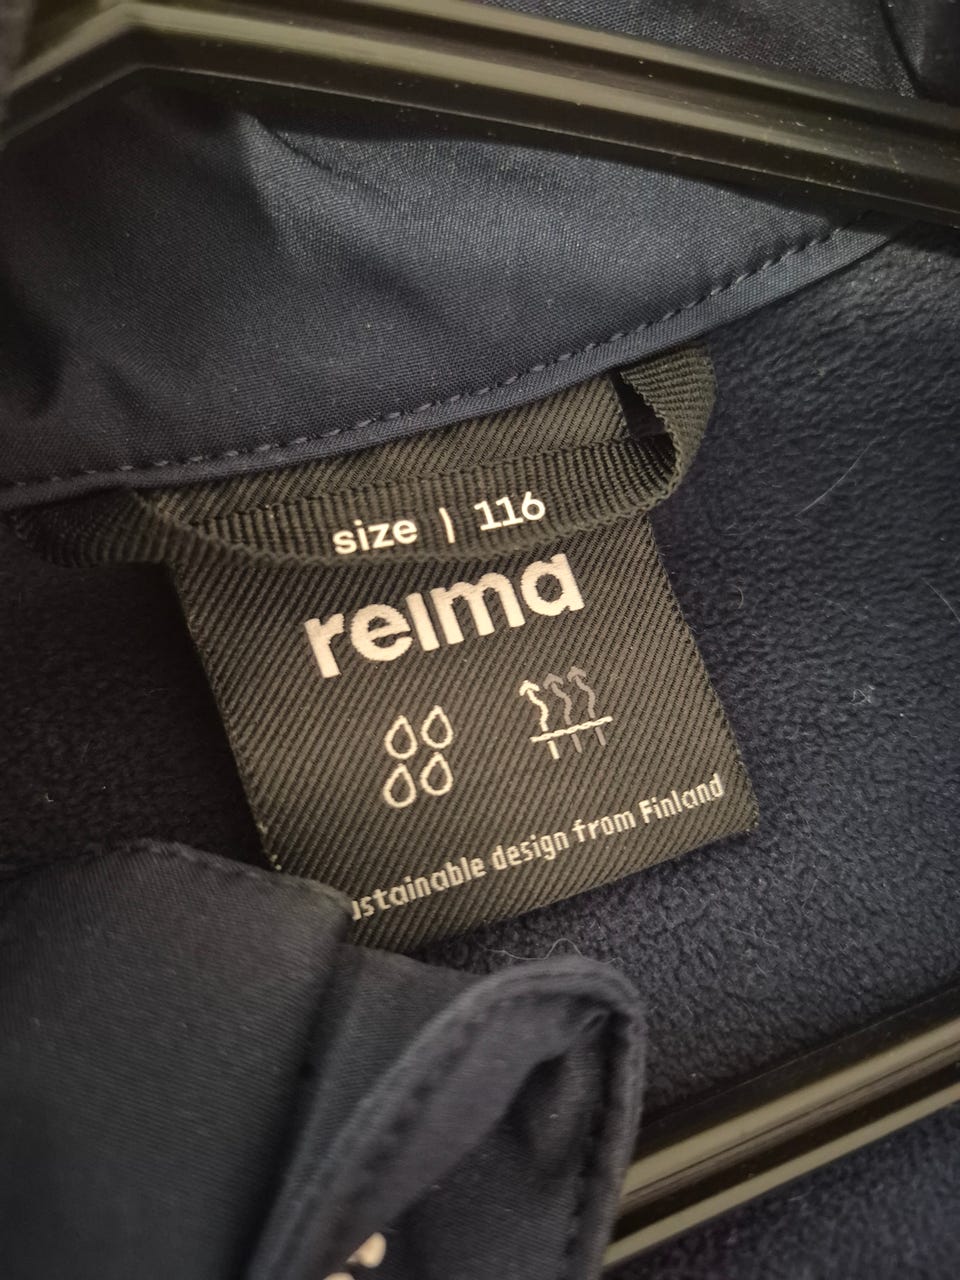 size | 116
reima
ustainable design from Finland